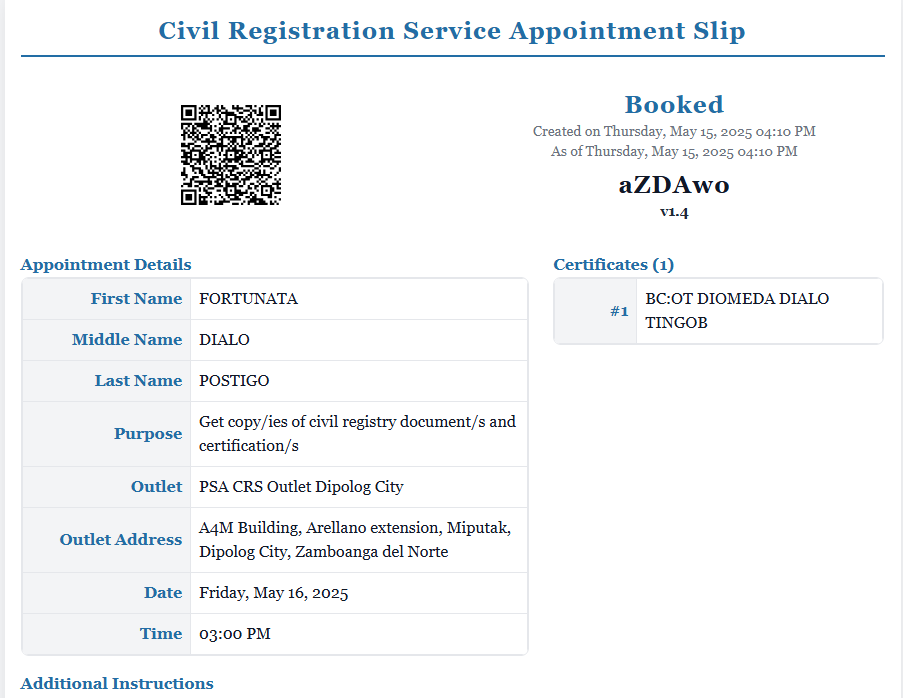 Civil Registration Service Appointment Slip
Booked
Created on Thursday, May 15, 2025 04:10 PM
As of Thursday, May 15, 2025 04:10 PM
aZDAwo
v1.4
Appointment Details
First Name FORTUNATA
Middle Name DIALO
Last Name POSTIGO
Purpose Get copy/ies of civil registry document/s and
certification/s
Outlet PSA CRS Outlet Dipolog City
Outlet Address A4M Building, Arellano extension, Miputak,
Dipolog City, Zamboanga del Norte
Date Friday, May 16, 2025
Time 03:00 PM
Certificates (1)
#1 BC:OT DIOMEDA DIALO
TINGOB
Additional Instructions